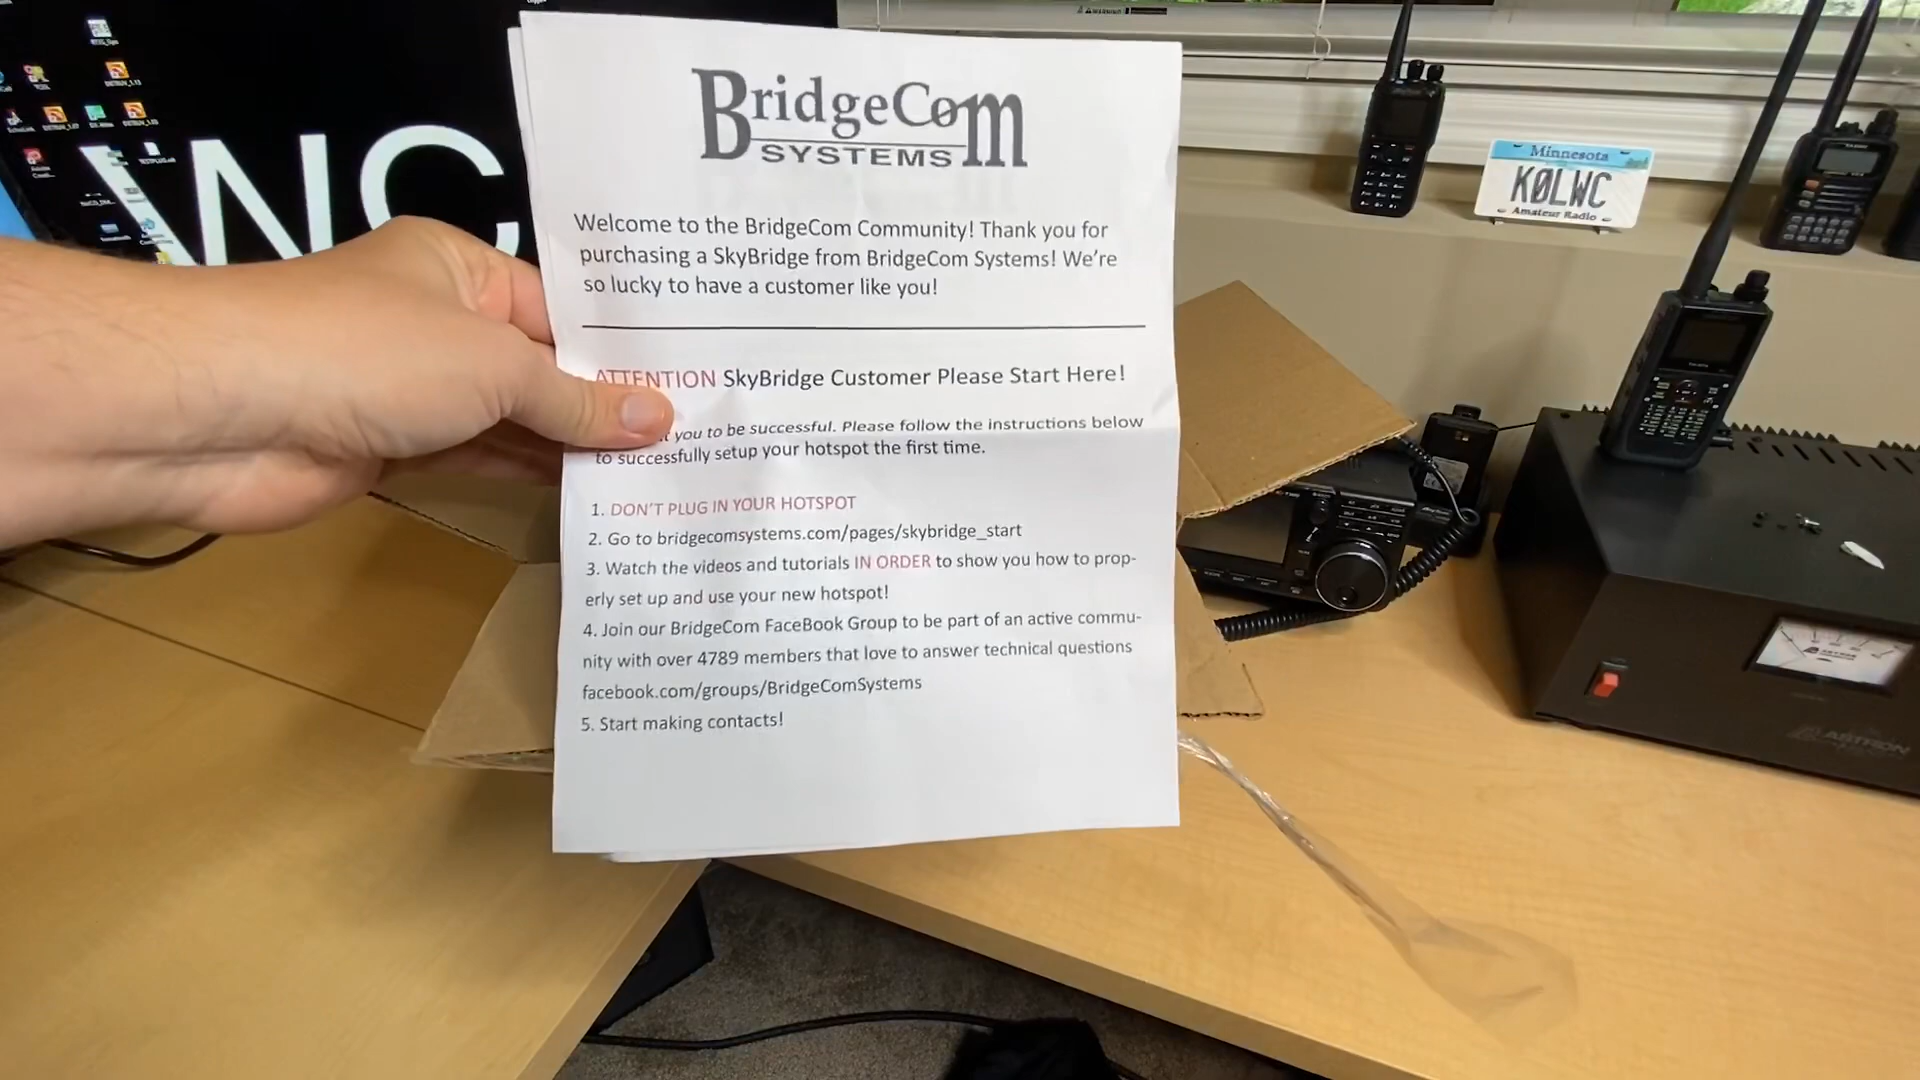 WC
BridgeCom
SYSTEMS
Welcome to the BridgeCom Community! Thank you for
purchasing a SkyBridge from BridgeCom Systems! We're
so lucky to have a customer like you!
ATTENTION SkyBridge Customer Please Start Here!
you to be successful. Please follow the instructions below
to successfully setup your hotspot the first time.
1. DON'T PLUG IN YOUR HOTSPOT
2. Go to bridgecomsystems.com/pages/skybridge_start
3. Watch the videos and tutorials IN ORDER to show you how to prop-
erly set up and use your new hotspot!
4. Join our BridgeCom FaceBook Group to be part of an active commu-
nity with over 4789 members that love to answer technical questions
facebook.com/groups/BridgeComSystems
5. Start making contacts!
WARNING
Minnesota
KØLWC
Amateur Radio
ASTRON